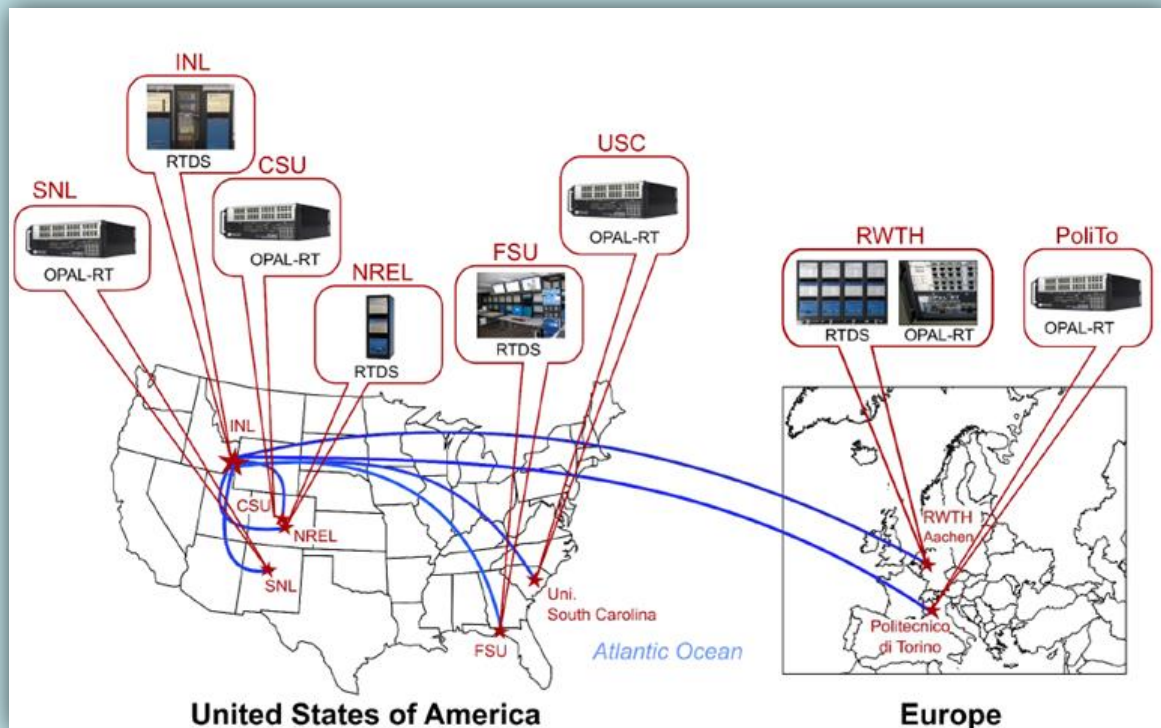 INL
RTDS
CSU
OPAL-RT
USC
OPAL-RT
SNL
OPAL-RT
NREL
RTDS
FSU
RTDS
RWTH
RTDS
OPAL-RT
PoliTo
OPAL-RT
INL
CSU
NREL
SNL
Uni.
South Carolina
FSU
Atlantic Ocean
RWTH
Aachen
Politecnico
di Torino
United States of America
Europe